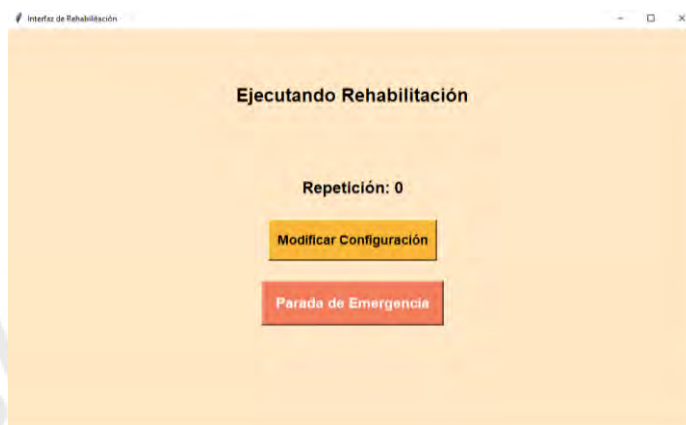 Interfaz de Rehabilitación
Ejecutando Rehabilitación
Repetición: 0
Modificar Configuración
Parada de Emergencia